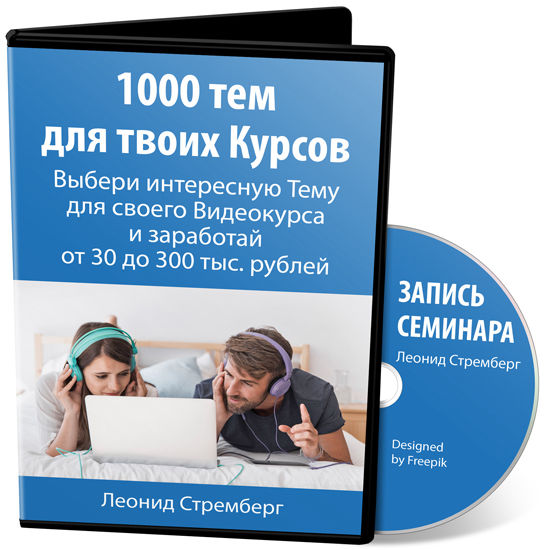 1000 тем
для твоих Курсов
Выбери интересную Тему
для своего Видеокурса
и заработай
от 30 до 300 тыс. рублей
Леонид Стремберг
ЗАПИСЬ
СЕМИНАРА
Леонид Стремберг
Designed
by Freepik